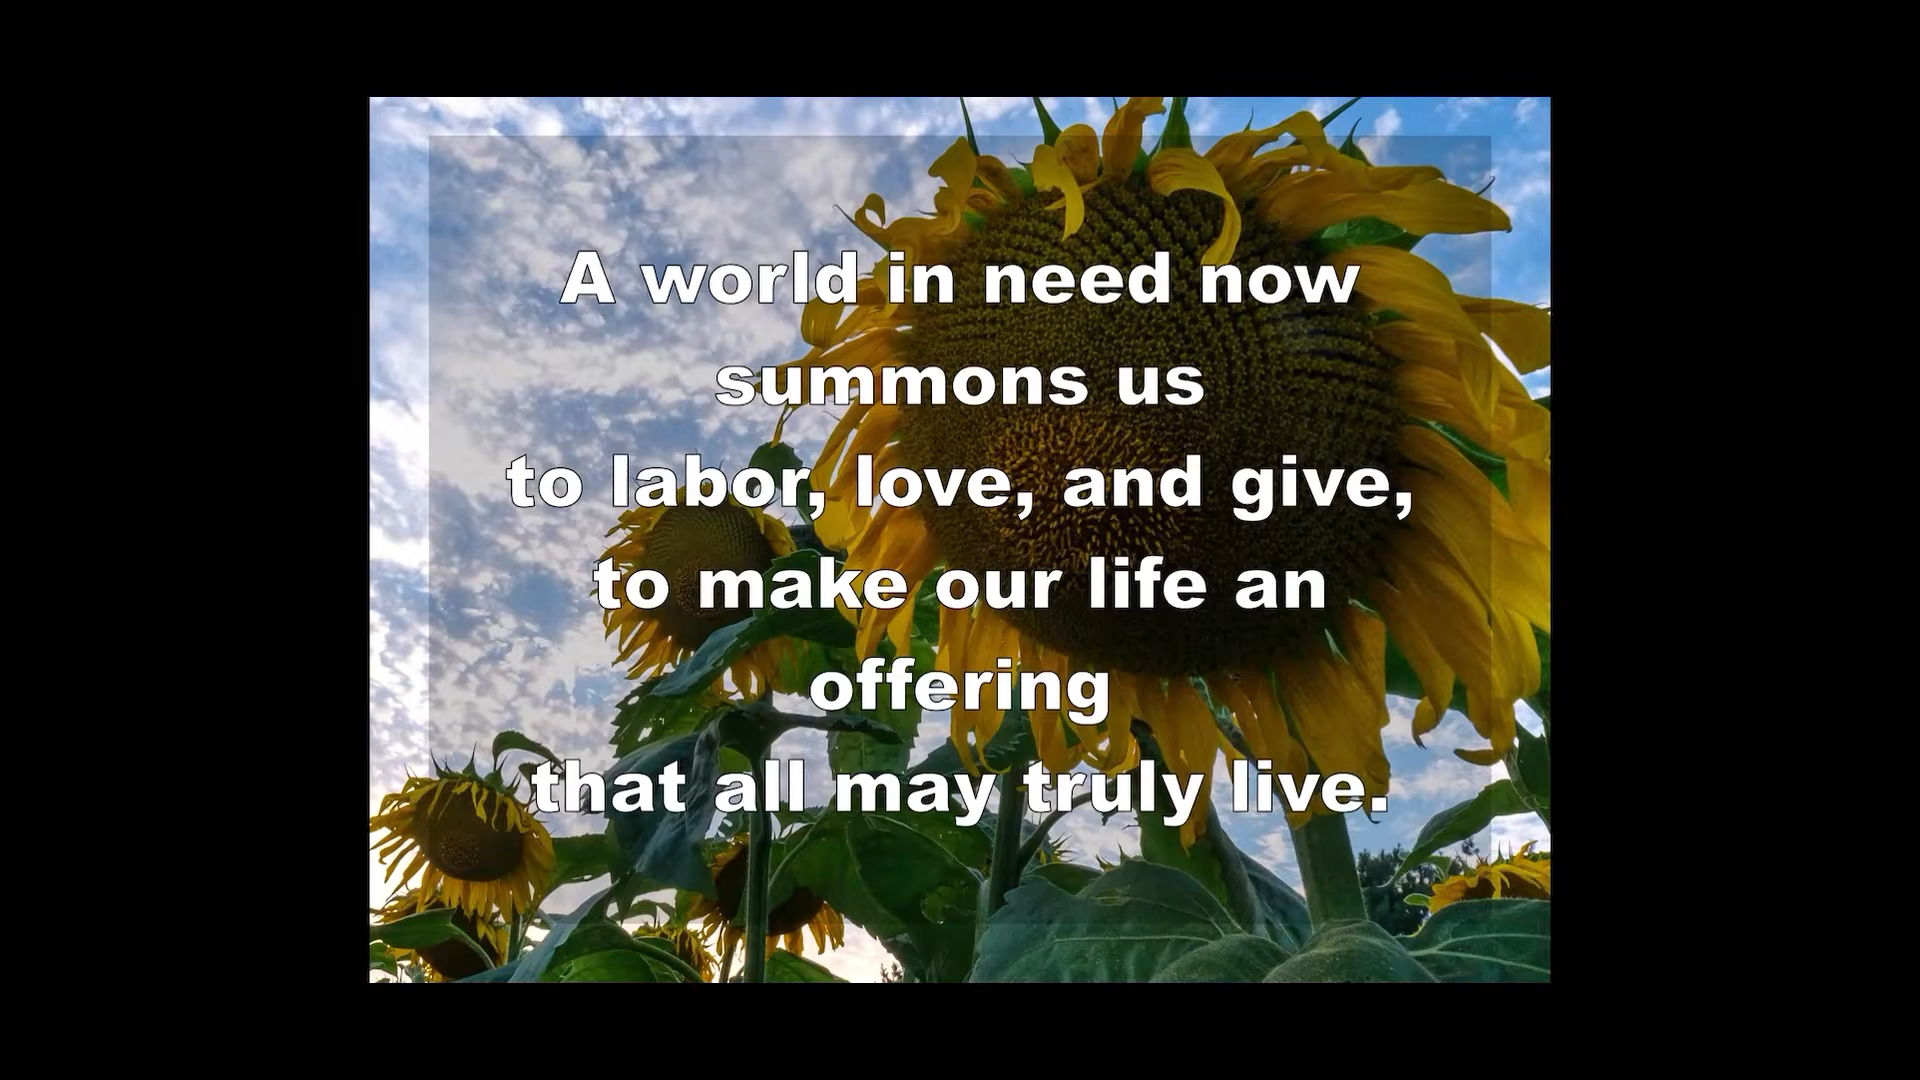 A world in need now
summons us
to labor, love, and give,
to make our life an
offering
that all may truly live.